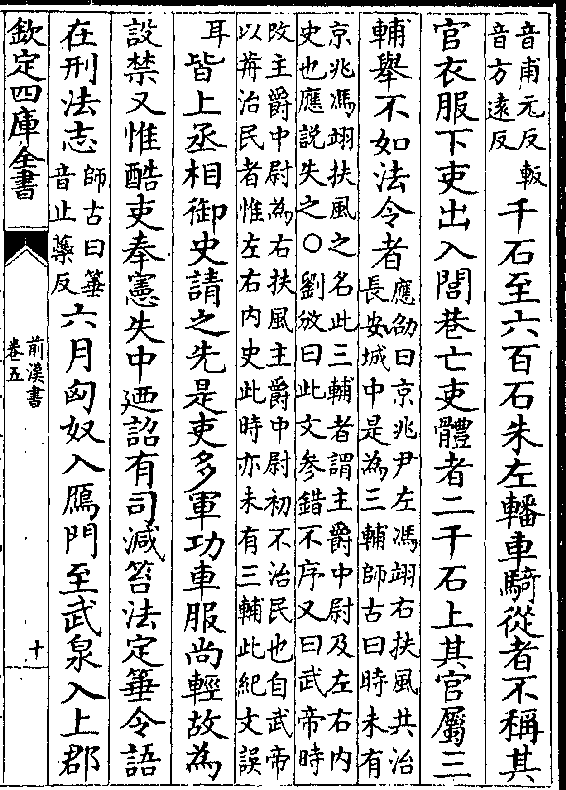 音甫元反
音方遠反
千石至六百石朱左轓車騎從者不稱其
官衣服下吏出入閭巷亡吏體者二千石上其官屬三
輔舉不如法令者
應劭曰京兆尹左馮翊右扶風共治
長安城中是為三輔師古曰時未有
京兆馮翊扶風之名此三輔者謂主爵中尉及左右内
史也應說失之〇劉攽曰此文參錯不序又曰武帝時
改主爵中尉為右扶風主爵中尉初不治民也自武帝
以前治民者惟左右内史此時亦未有三輔此紀文誤
耳
皆上丞相御史請之先是吏多軍功車服尚輕故為
設禁又惟酷吏奉憲失中廼詔有司減笞法定箠令語
在刑法志
師古曰箠
音止蘂反
六月匈奴入鴈門至武泉入上郡
欽定四庫全書
前漢書
卷五
十